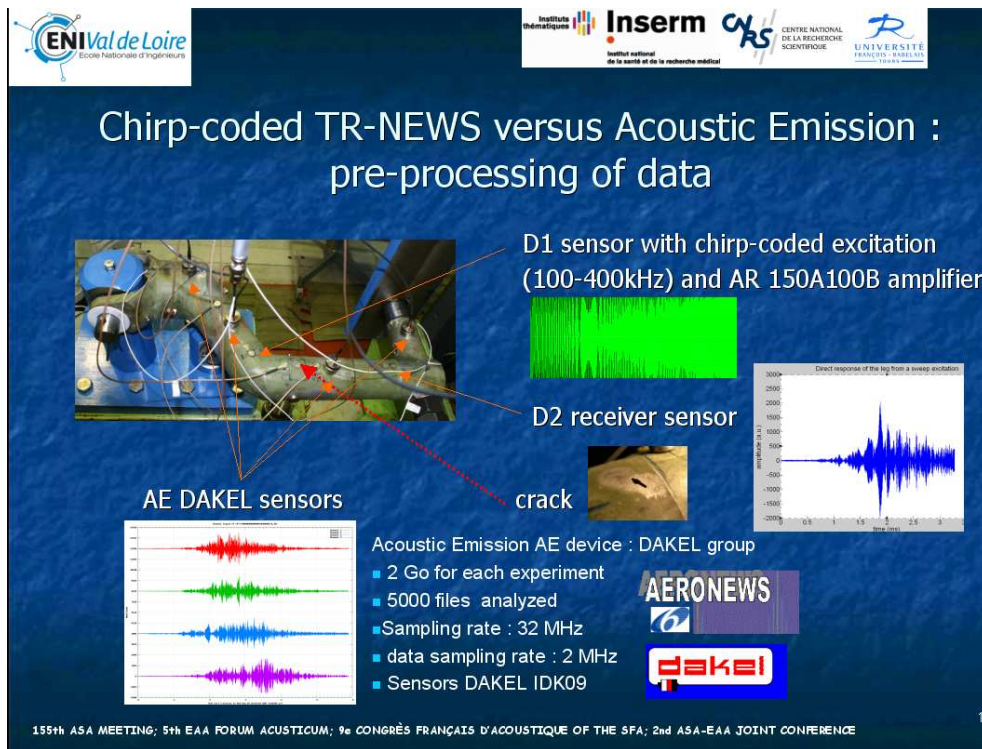 ENI Val de Loire
Ecole Nationale d'Ingénieurs
Instituts
thématiques
Inserm
Institut national
de la santé et de la recherche médical
CNRS
CENTRE NATIONAL
DE LA RECHERCHE
SCIENTIFIQUE
UNIVERSITÉ
FRANÇOIS - RABELAIS
TOURS
Chirp-coded TR-NEWS versus Acoustic Emission :
pre-processing of data
D1 sensor with chirp-coded excitation
(100-400kHz) and AR 150A100B amplifier
Direct response of the leg from a sweep excitation
3000
2500
2000
1500
1000
500
0
-500
-1000
-1500
-2000
amplitude (a.u.)
0 0.5 1 1.5 2 2.5 3
time (ms)
D2 receiver sensor
AE DAKEL sensors
crack
Acoustic Emission AE device : DAKEL group
2 Go for each experiment
5000 files analyzed
Sampling rate : 32 MHz
data sampling rate : 2 MHz
Sensors DAKEL IDK09
AERONEWS
6
dakel
155th ASA MEETING; 5th EAA FORUM ACUSTICUM; 9e CONGRÈS FRANÇAIS D'ACOUSTIQUE OF THE SFA; 2nd ASA-EAA JOINT CONFERENCE
1